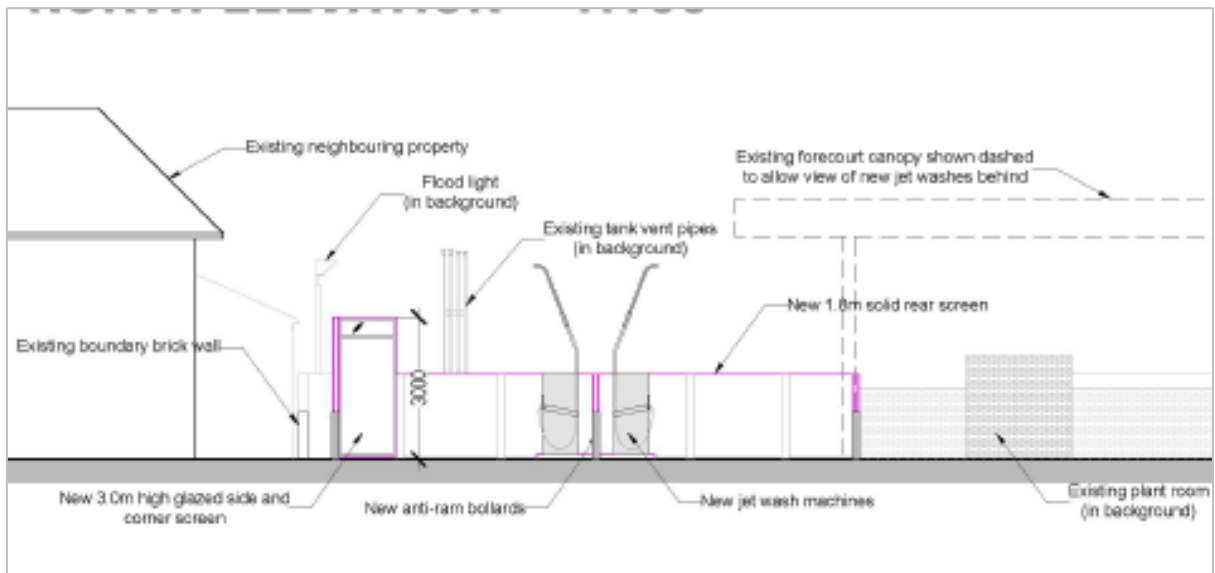 Existing neighbouring property
Flood light
(in background)
Existing tank vent pipes
(in background)
Existing forecourt canopy shown dashed
to allow view of new jet washes behind
New 1.8m solid rear screen
Existing boundary brick wall
3000
New 3.0m high glazed side and
corner screen
New anti-ram bollards
New jet wash machines
Existing plant room
(in background)